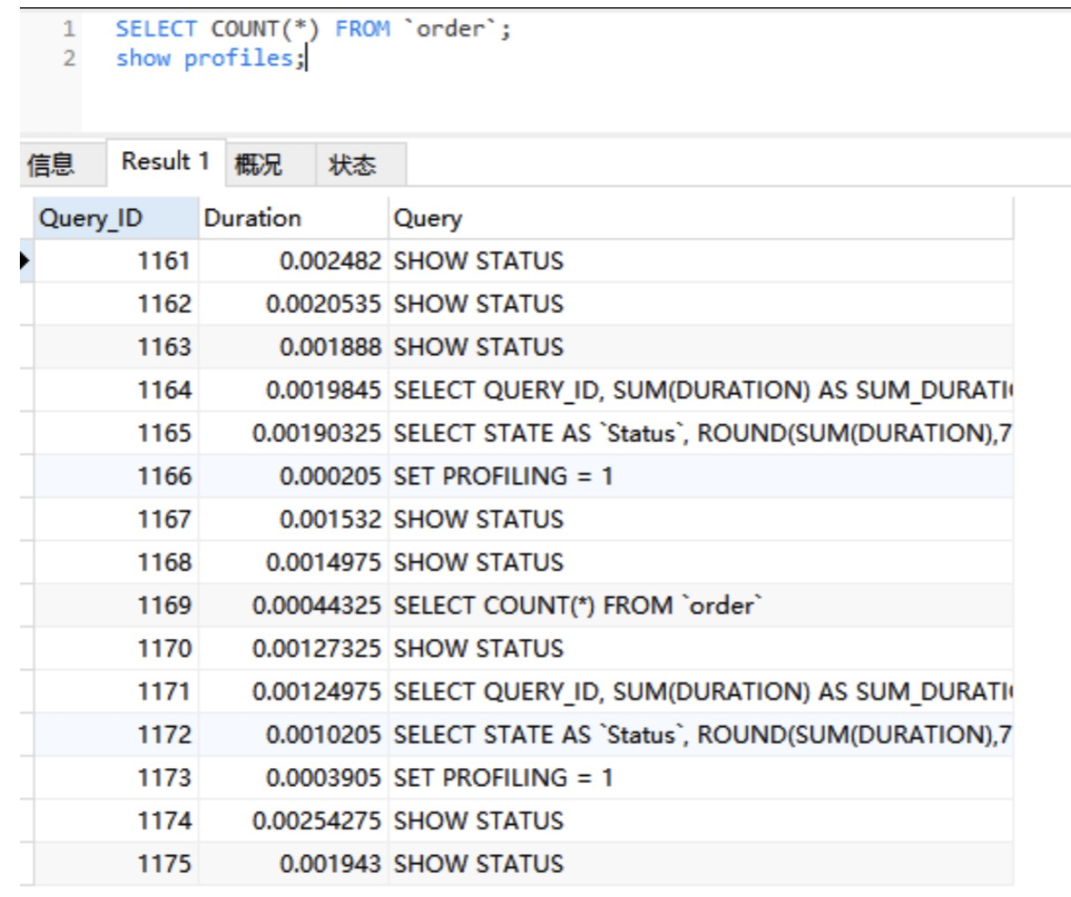 1 SELECT COUNT(*) FROM `order`;
2 show profiles;
信息 Result 1 概况 状态
Query_ID Duration Query
1161 0.002482 SHOW STATUS
1162 0.0020535 SHOW STATUS
1163 0.001888 SHOW STATUS
1164 0.0019845 SELECT QUERY_ID, SUM(DURATION) AS SUM_DURATI
1165 0.00190325 SELECT STATE AS `Status`, ROUND(SUM(DURATION),7
1166 0.000205 SET PROFILING = 1
1167 0.001532 SHOW STATUS
1168 0.0014975 SHOW STATUS
1169 0.00044325 SELECT COUNT(*) FROM `order`
1170 0.00127325 SHOW STATUS
1171 0.00124975 SELECT QUERY_ID, SUM(DURATION) AS SUM_DURATI
1172 0.0010205 SELECT STATE AS `Status`, ROUND(SUM(DURATION),7
1173 0.0003905 SET PROFILING = 1
1174 0.00254275 SHOW STATUS
1175 0.001943 SHOW STATUS